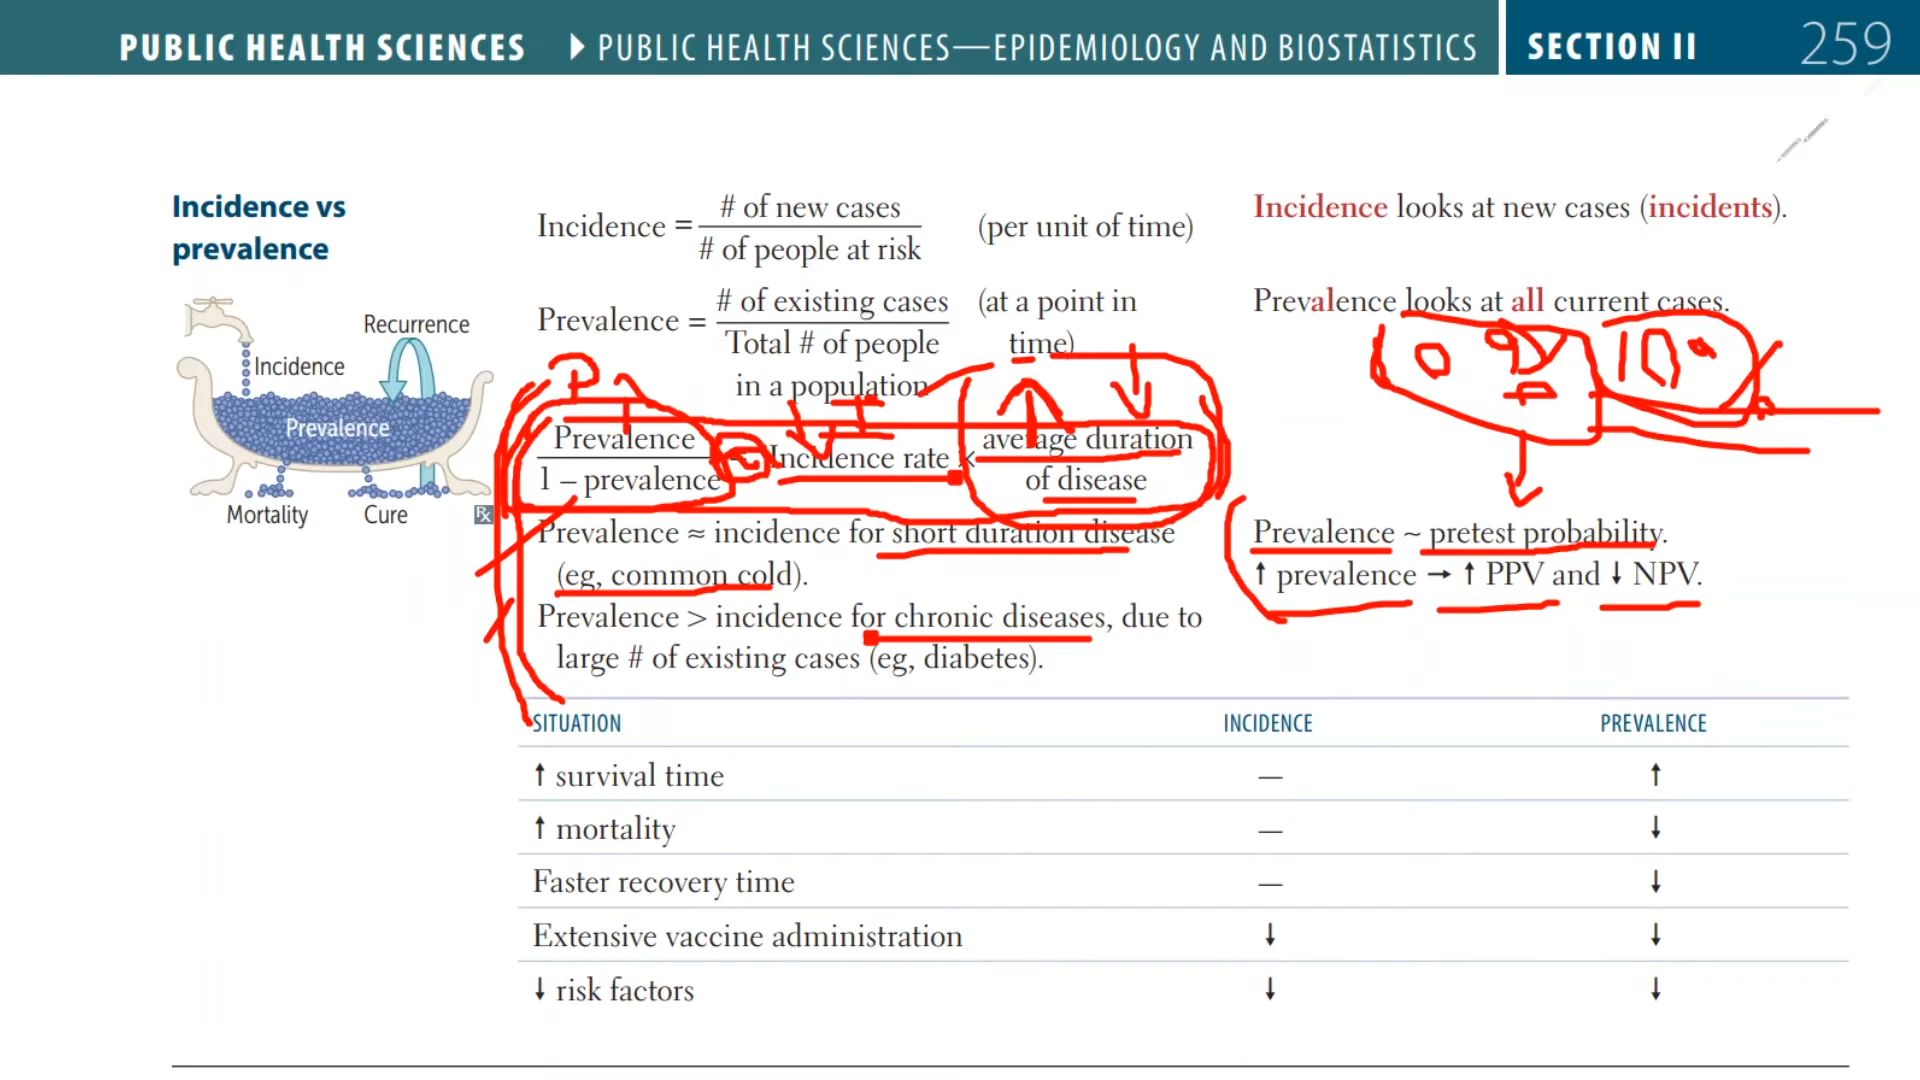 PUBLIC HEALTH SCIENCES ▶ PUBLIC HEALTH SCIENCES—EPIDEMIOLOGY AND BIOSTATISTICS SECTION II 259
Incidence vs
prevalence
Recurrence
Incidence
Prevalence
Mortality Cure
℞
Incidence = # of new cases / # of people at risk (per unit of time)
Prevalence = # of existing cases / Total # of people in a population (at a point in time)
Prevalence / 1 – prevalence = Incidence rate × average duration of disease
Prevalence ≈ incidence for short duration disease
(eg, common cold).
Prevalence > incidence for chronic diseases, due to
large # of existing cases (eg, diabetes).
Incidence looks at new cases (incidents).
Prevalence looks at all current cases.
Prevalence ~ pretest probability.
↑ prevalence → ↑ PPV and ↓ NPV.
SITUATION INCIDENCE PREVALENCE
↑ survival time — ↑
↑ mortality — ↓
Faster recovery time — ↓
Extensive vaccine administration ↓ ↓
↓ risk factors ↓ ↓